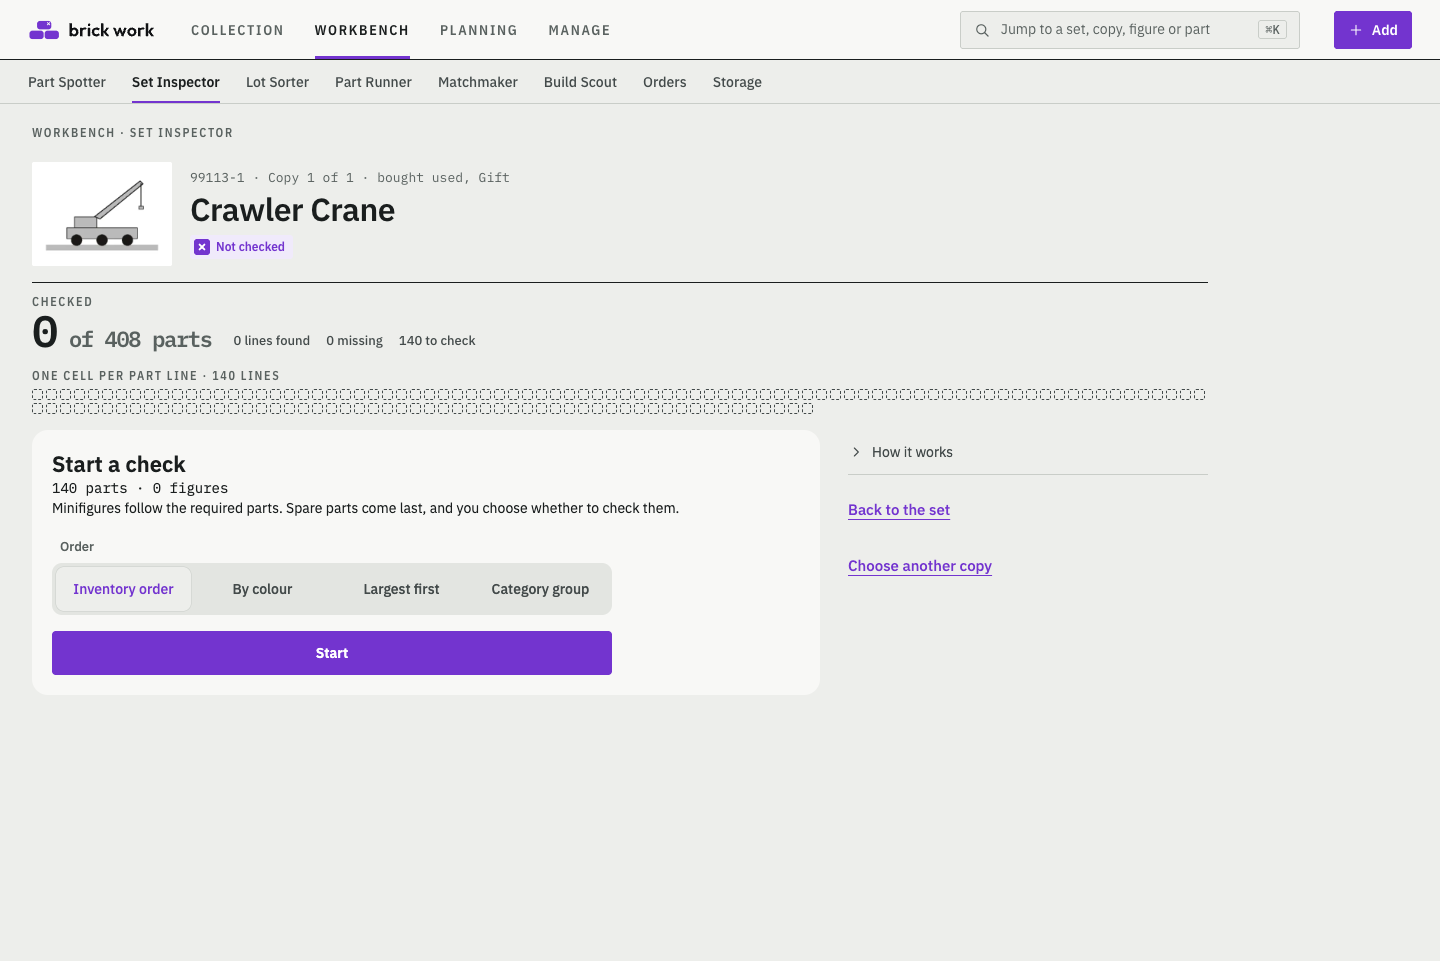 brick work
COLLECTION
WORKBENCH
PLANNING
MANAGE
Jump to a set, copy, figure or part
⌘K
+ Add
Part Spotter
Set Inspector
Lot Sorter
Part Runner
Matchmaker
Build Scout
Orders
Storage
WORKBENCH · SET INSPECTOR
99113-1 · Copy 1 of 1 · bought used, Gift
Crawler Crane
Not checked
CHECKED
0 of 408 parts
0 lines found
0 missing
140 to check
ONE CELL PER PART LINE · 140 LINES
Start a check
140 parts · 0 figures
Minifigures follow the required parts. Spare parts come last, and you choose whether to check them.
Order
Inventory order
By colour
Largest first
Category group
Start
How it works
Back to the set
Choose another copy